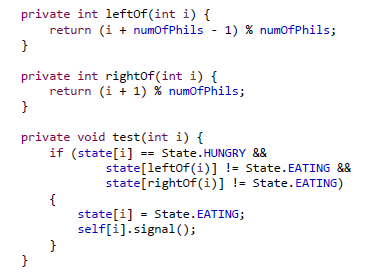 private int leftOf(int i) {
    return (i + numOfPhils - 1) % numOfPhils;
}

private int rightOf(int i) {
    return (i + 1) % numOfPhils;
}

private void test(int i) {
    if (state[i] == State.HUNGRY &&
            state[leftOf(i)] != State.EATING &&
            state[rightOf(i)] != State.EATING)
    {
        state[i] = State.EATING;
        self[i].signal();
    }
}